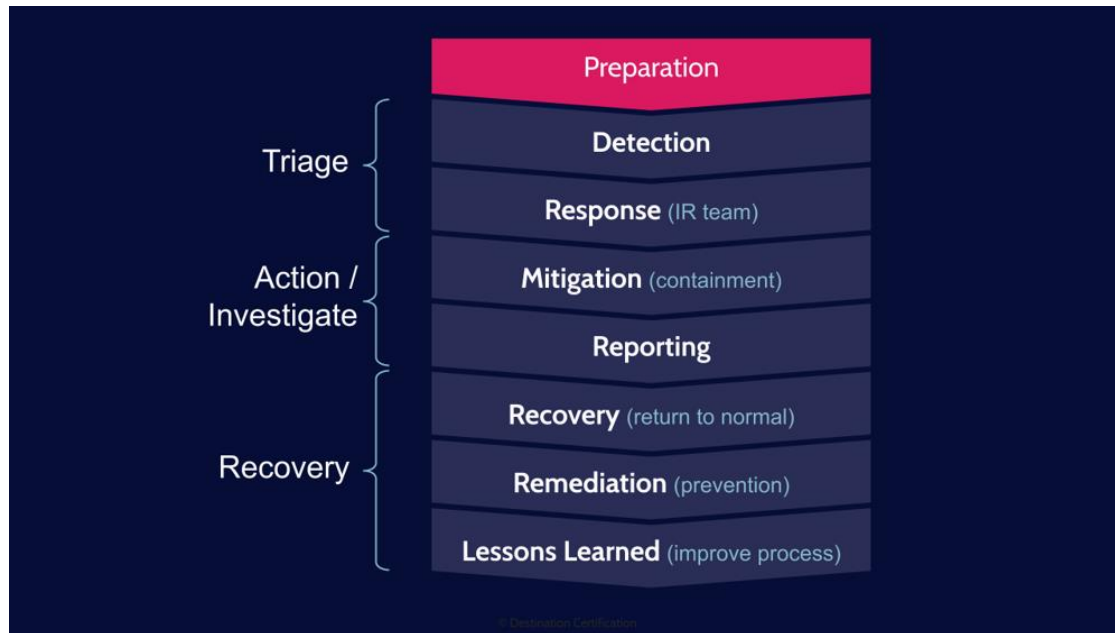 Preparation
Triage
Detection
Response (IR team)
Action /
Investigate
Mitigation (containment)
Reporting
Recovery
Recovery (return to normal)
Remediation (prevention)
Lessons Learned (improve process)
© Destination Certification